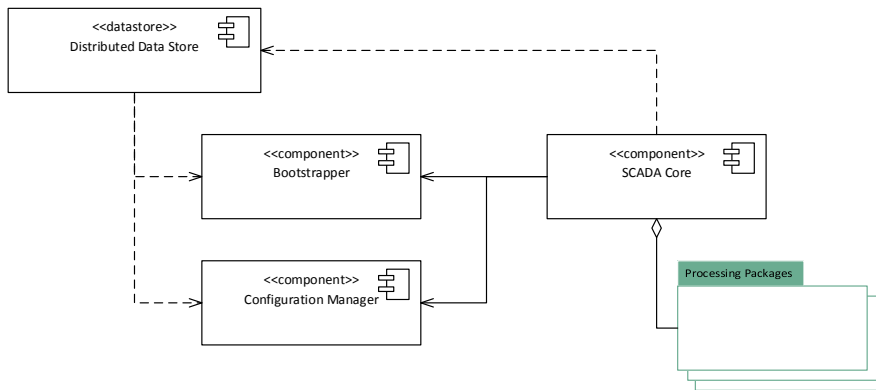 <<datastore>>
Distributed Data Store
<<component>>
Bootstrapper
<<component>>
SCADA Core
<<component>>
Configuration Manager
Processing Packages